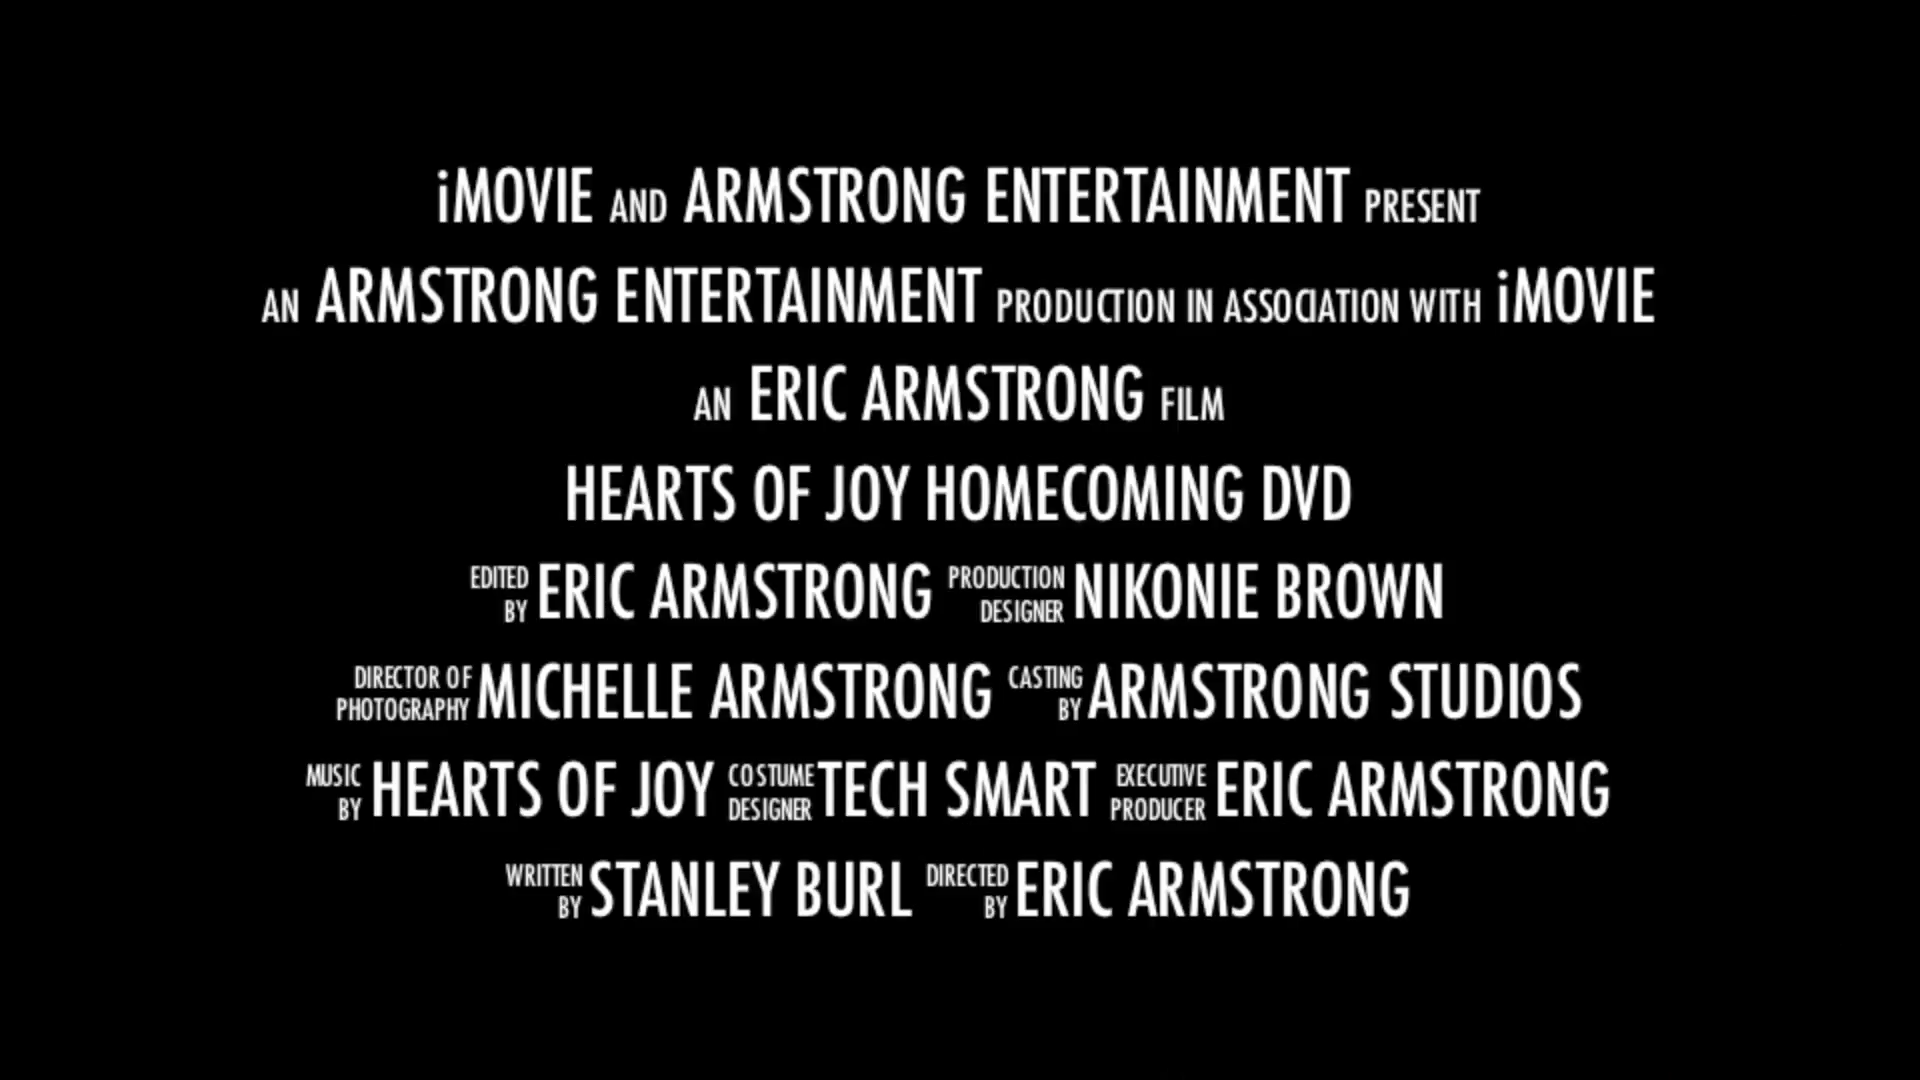 iMOVIE AND ARMSTRONG ENTERTAINMENT PRESENT
AN ARMSTRONG ENTERTAINMENT PRODUCTION IN ASSOCIATION WITH iMOVIE
AN ERIC ARMSTRONG FILM
HEARTS OF JOY HOMECOMING DVD
EDITED BY ERIC ARMSTRONG PRODUCTION DESIGNER NIKONIE BROWN
DIRECTOR OF PHOTOGRAPHY MICHELLE ARMSTRONG CASTING BY ARMSTRONG STUDIOS
MUSIC BY HEARTS OF JOY COSTUME DESIGNER TECH SMART EXECUTIVE PRODUCER ERIC ARMSTRONG
WRITTEN BY STANLEY BURL DIRECTED BY ERIC ARMSTRONG